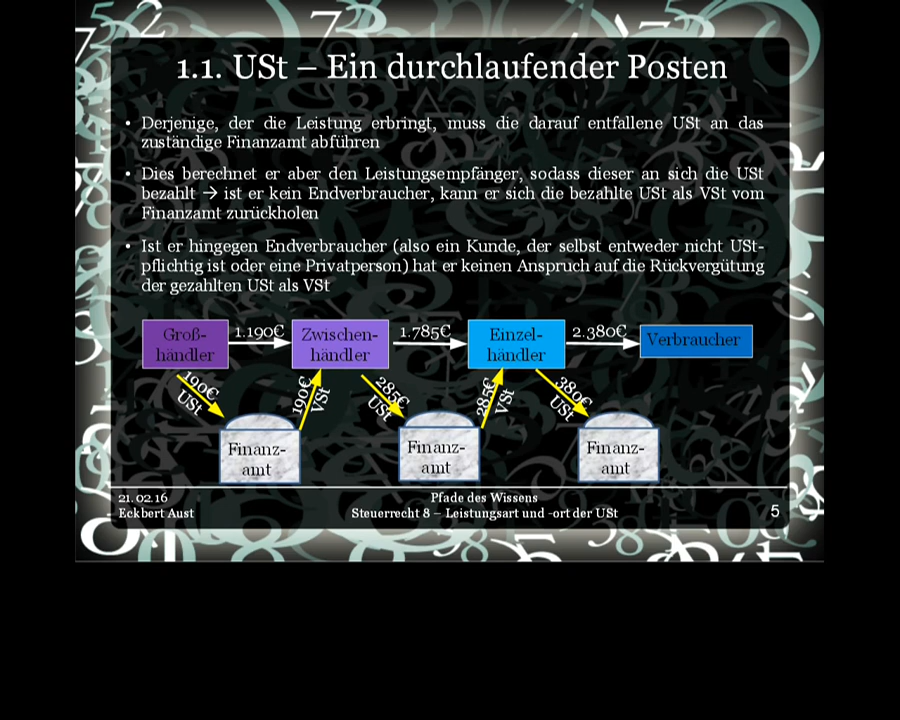 1.1. USt – Ein durchlaufender Posten
• Derjenige, der die Leistung erbringt, muss die darauf entfallene USt an das
zuständige Finanzamt abführen
• Dies berechnet er aber den Leistungsempfänger, sodass dieser an sich die USt
bezahlt → ist er kein Endverbraucher, kann er sich die bezahlte USt als VSt vom
Finanzamt zurückholen
• Ist er hingegen Endverbraucher (also ein Kunde, der selbst entweder nicht USt-
pflichtig ist oder eine Privatperson) hat er keinen Anspruch auf die Rückvergütung
der gezahlten USt als VSt
Groß-
händler
1.190€
Zwischen-
händler
1.785€
Einzel-
händler
2.380€
Verbraucher
190€
USt
190€
VSt
285€
USt
285€
VSt
380€
USt
Finanz-
amt
Finanz-
amt
Finanz-
amt
21.02.16
Eckbert Aust
Pfade des Wissens
Steuerrecht 8 – Leistungsart und -ort der USt
5